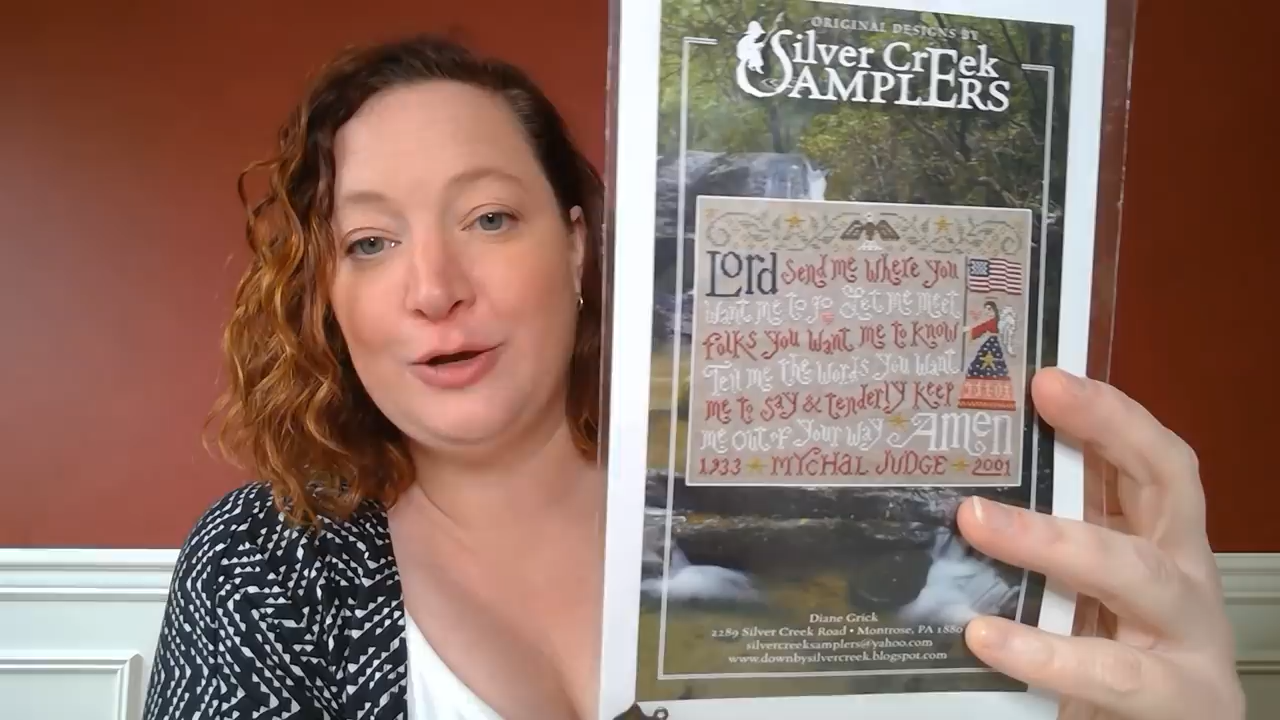 ORIGINAL DESIGNS BY
Silver CrEek
SAMPLERS
Lord Send me Where You
Want me to go Let me meet
folks You Want me to Know
Tell me the Words You Want
me to say & tenderly Keep
me out of Your Way Amen
1933 MYCHAL JUDGE 2001
Diane Grick
2289 Silver Creek Road • Montrose, PA 1880
silvercreeksamplers@yahoo.com
www.downbysilvercreek.blogspot.com